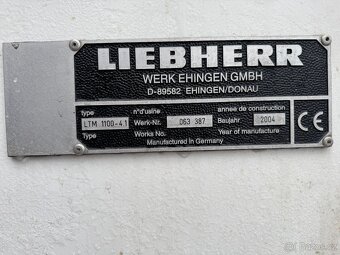 LIEBHERR
WERK EHINGEN GMBH
D-89582 EHINGEN/DONAU
type n°d'usine année de construction
LTM 1100-4.1 Werk-Nr. 063 387 Baujahr 2004
Type Works No. Year of manufacture
Manufactured in Germany
CE